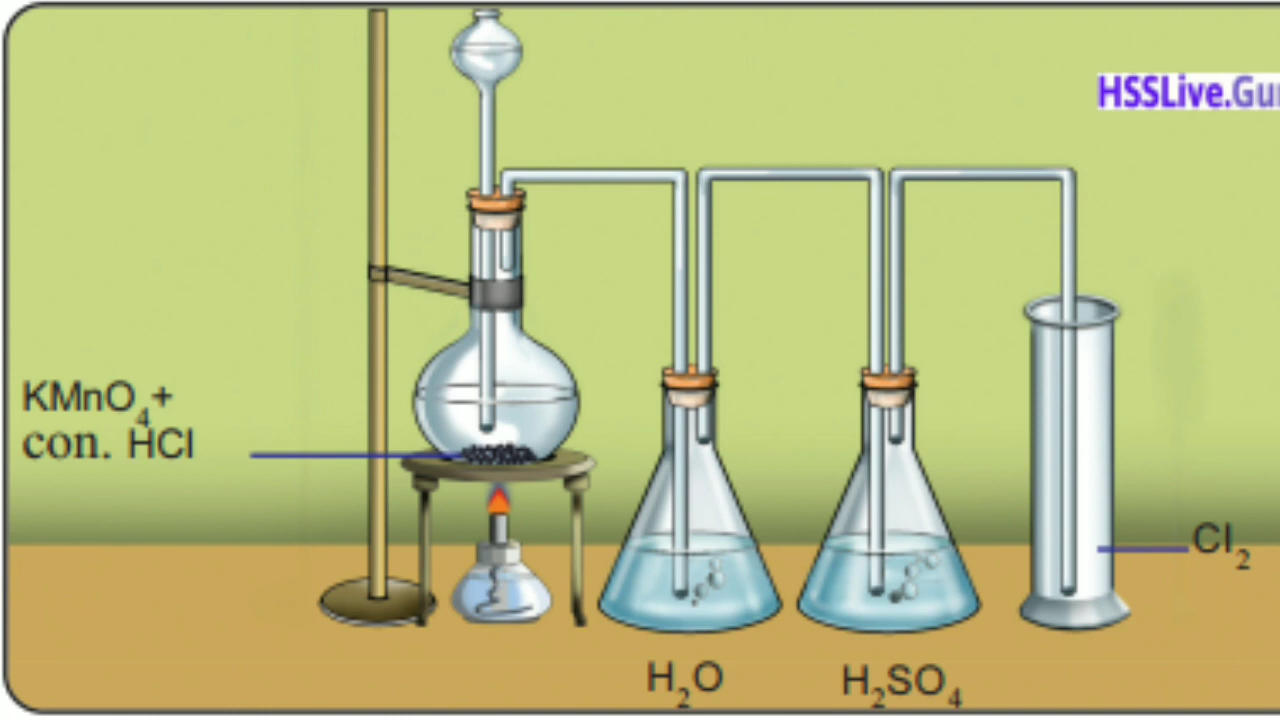 HSSLive.Gu
KMnO₄+
con. HCl
Cl₂
H₂O
H₂SO₄